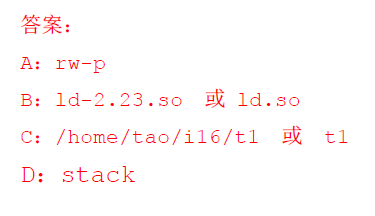 答案：
A：rw-p
B：ld-2.23.so 或 ld.so
C：/home/tao/i16/t1 或 t1
D：stack